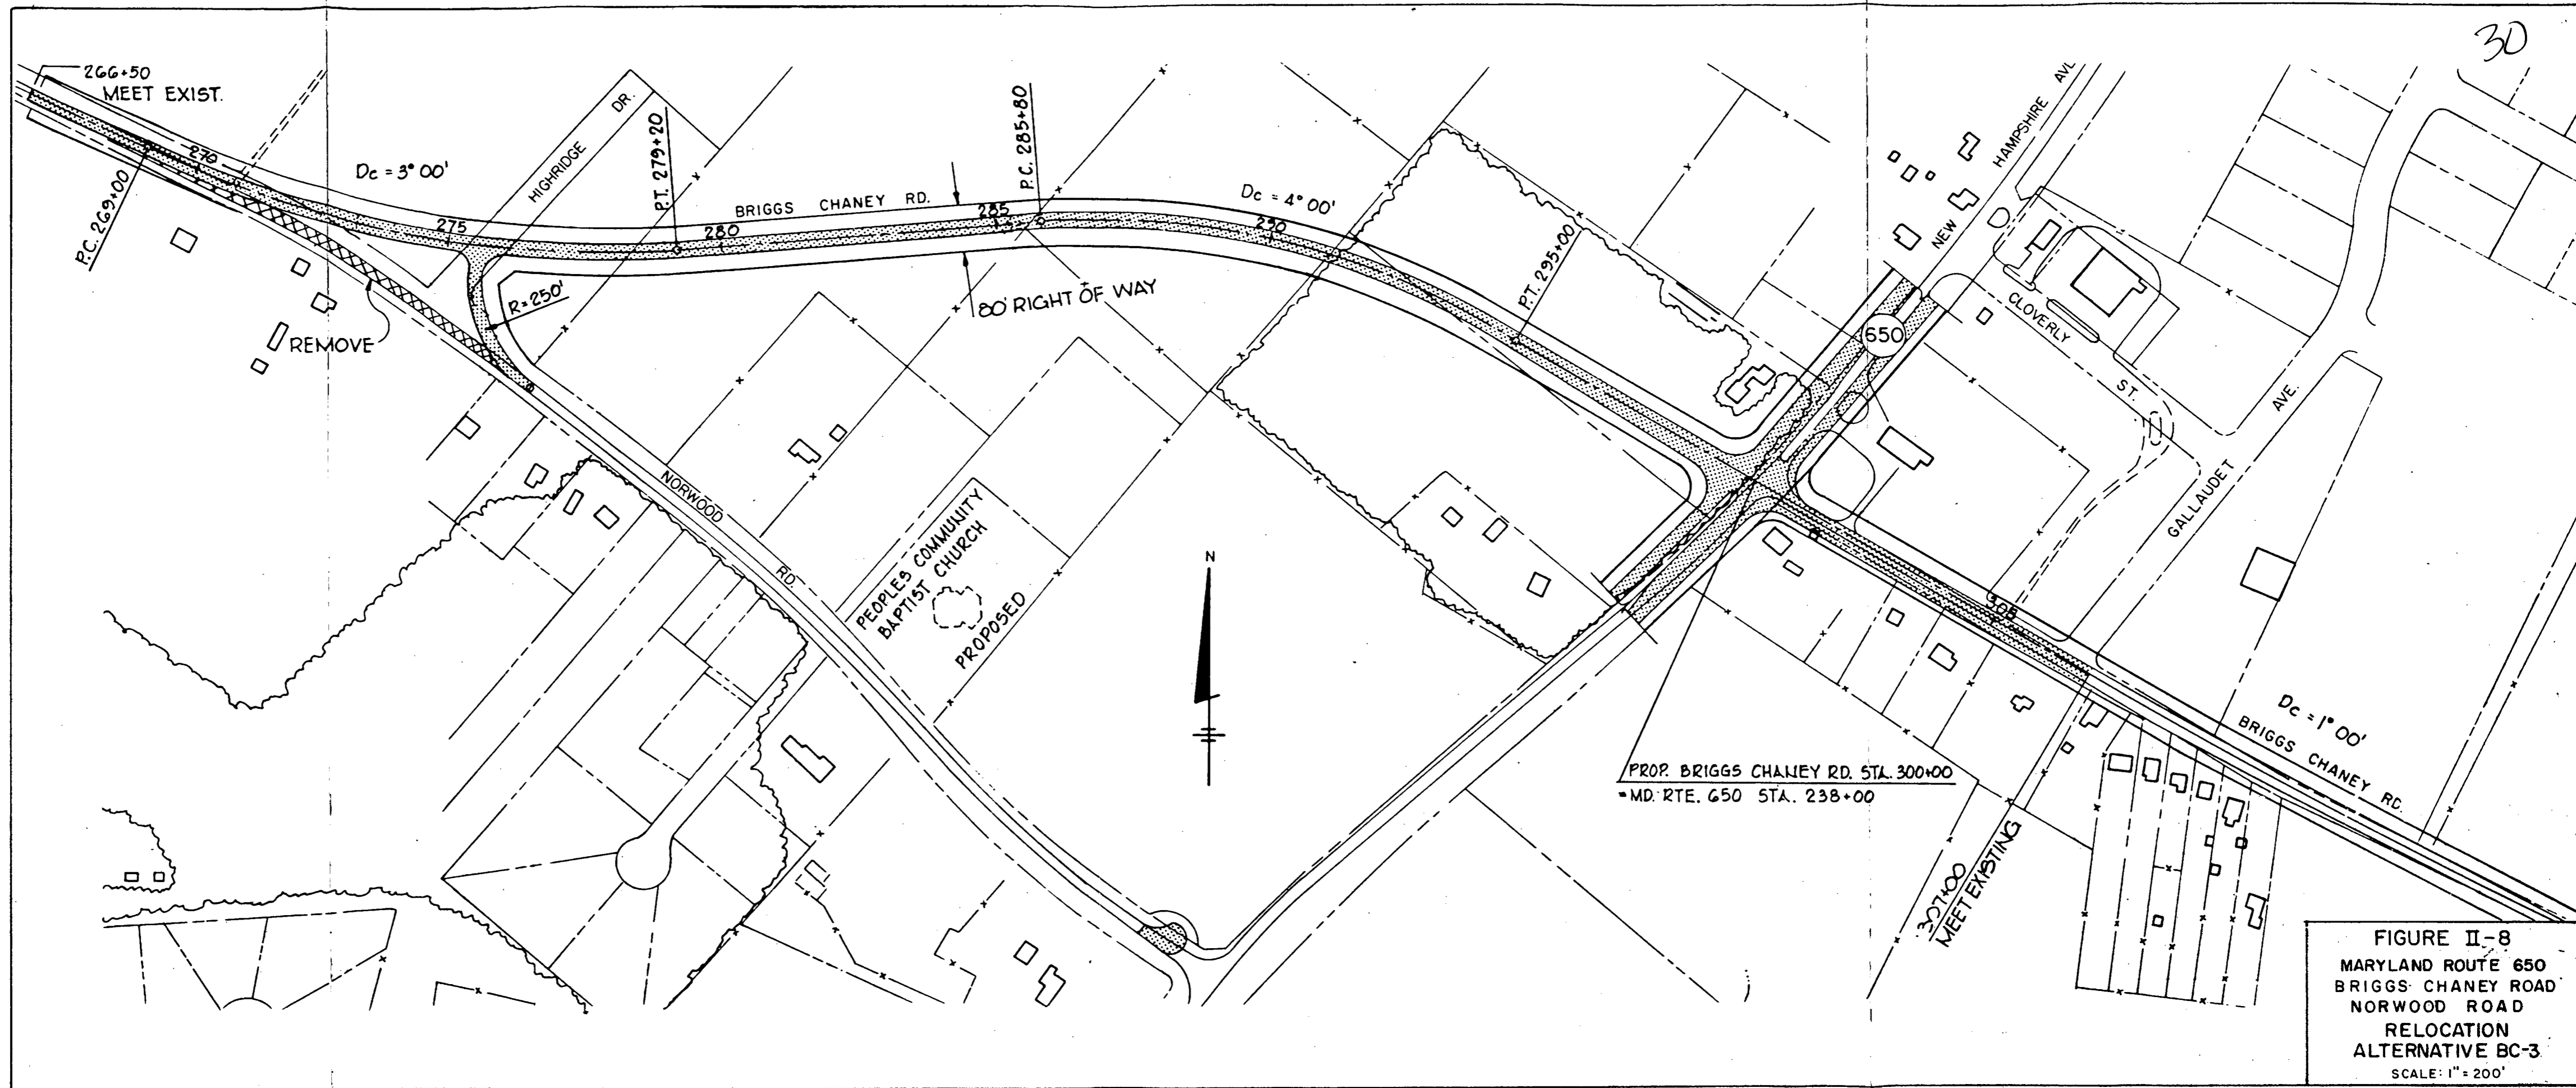 30
266+50
MEET EXIST.
270
P.C. 269+00
Dc = 3° 00'
HIGHRIDGE DR.
275
P.T. 279+20
280
BRIGGS CHANEY RD.
285
P.C. 285+80
Dc = 4° 00'
290
P.T. 295+00
R=250'
80' RIGHT OF WAY
REMOVE
NEW HAMPSHIRE AVE
650
CLOVERLY ST.
GALLAUDET AVE.
NORWOOD RD.
PEOPLES COMMUNITY
BAPTIST CHURCH
PROPOSED
N
305
PROP. BRIGGS CHANEY RD. STA. 300+00
=MD. RTE. 650 STA. 238+00
307+00
MEET EXISTING
Dc = 1° 00'
BRIGGS CHANEY RD.
FIGURE II-8
MARYLAND ROUTE 650
BRIGGS CHANEY ROAD
NORWOOD ROAD
RELOCATION
ALTERNATIVE BC-3
SCALE: 1" = 200'